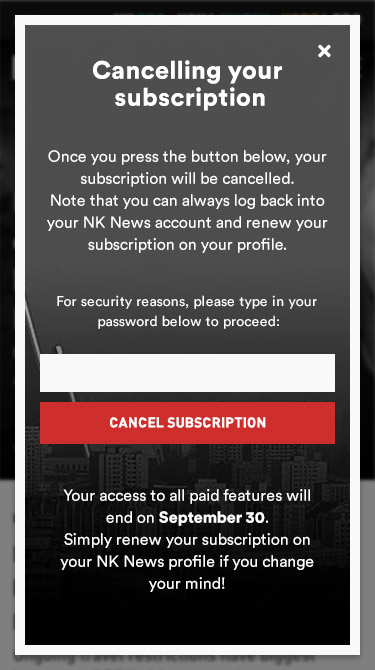 Cancelling your
subscription
Once you press the button below, your
subscription will be cancelled.
Note that you can always log back into
your NK News account and renew your
subscription on your profile.
For security reasons, please type in your
password below to proceed:
CANCEL SUBSCRIPTION
Your access to all paid features will
end on September 30.
Simply renew your subscription on
your NK News profile if you change
your mind!